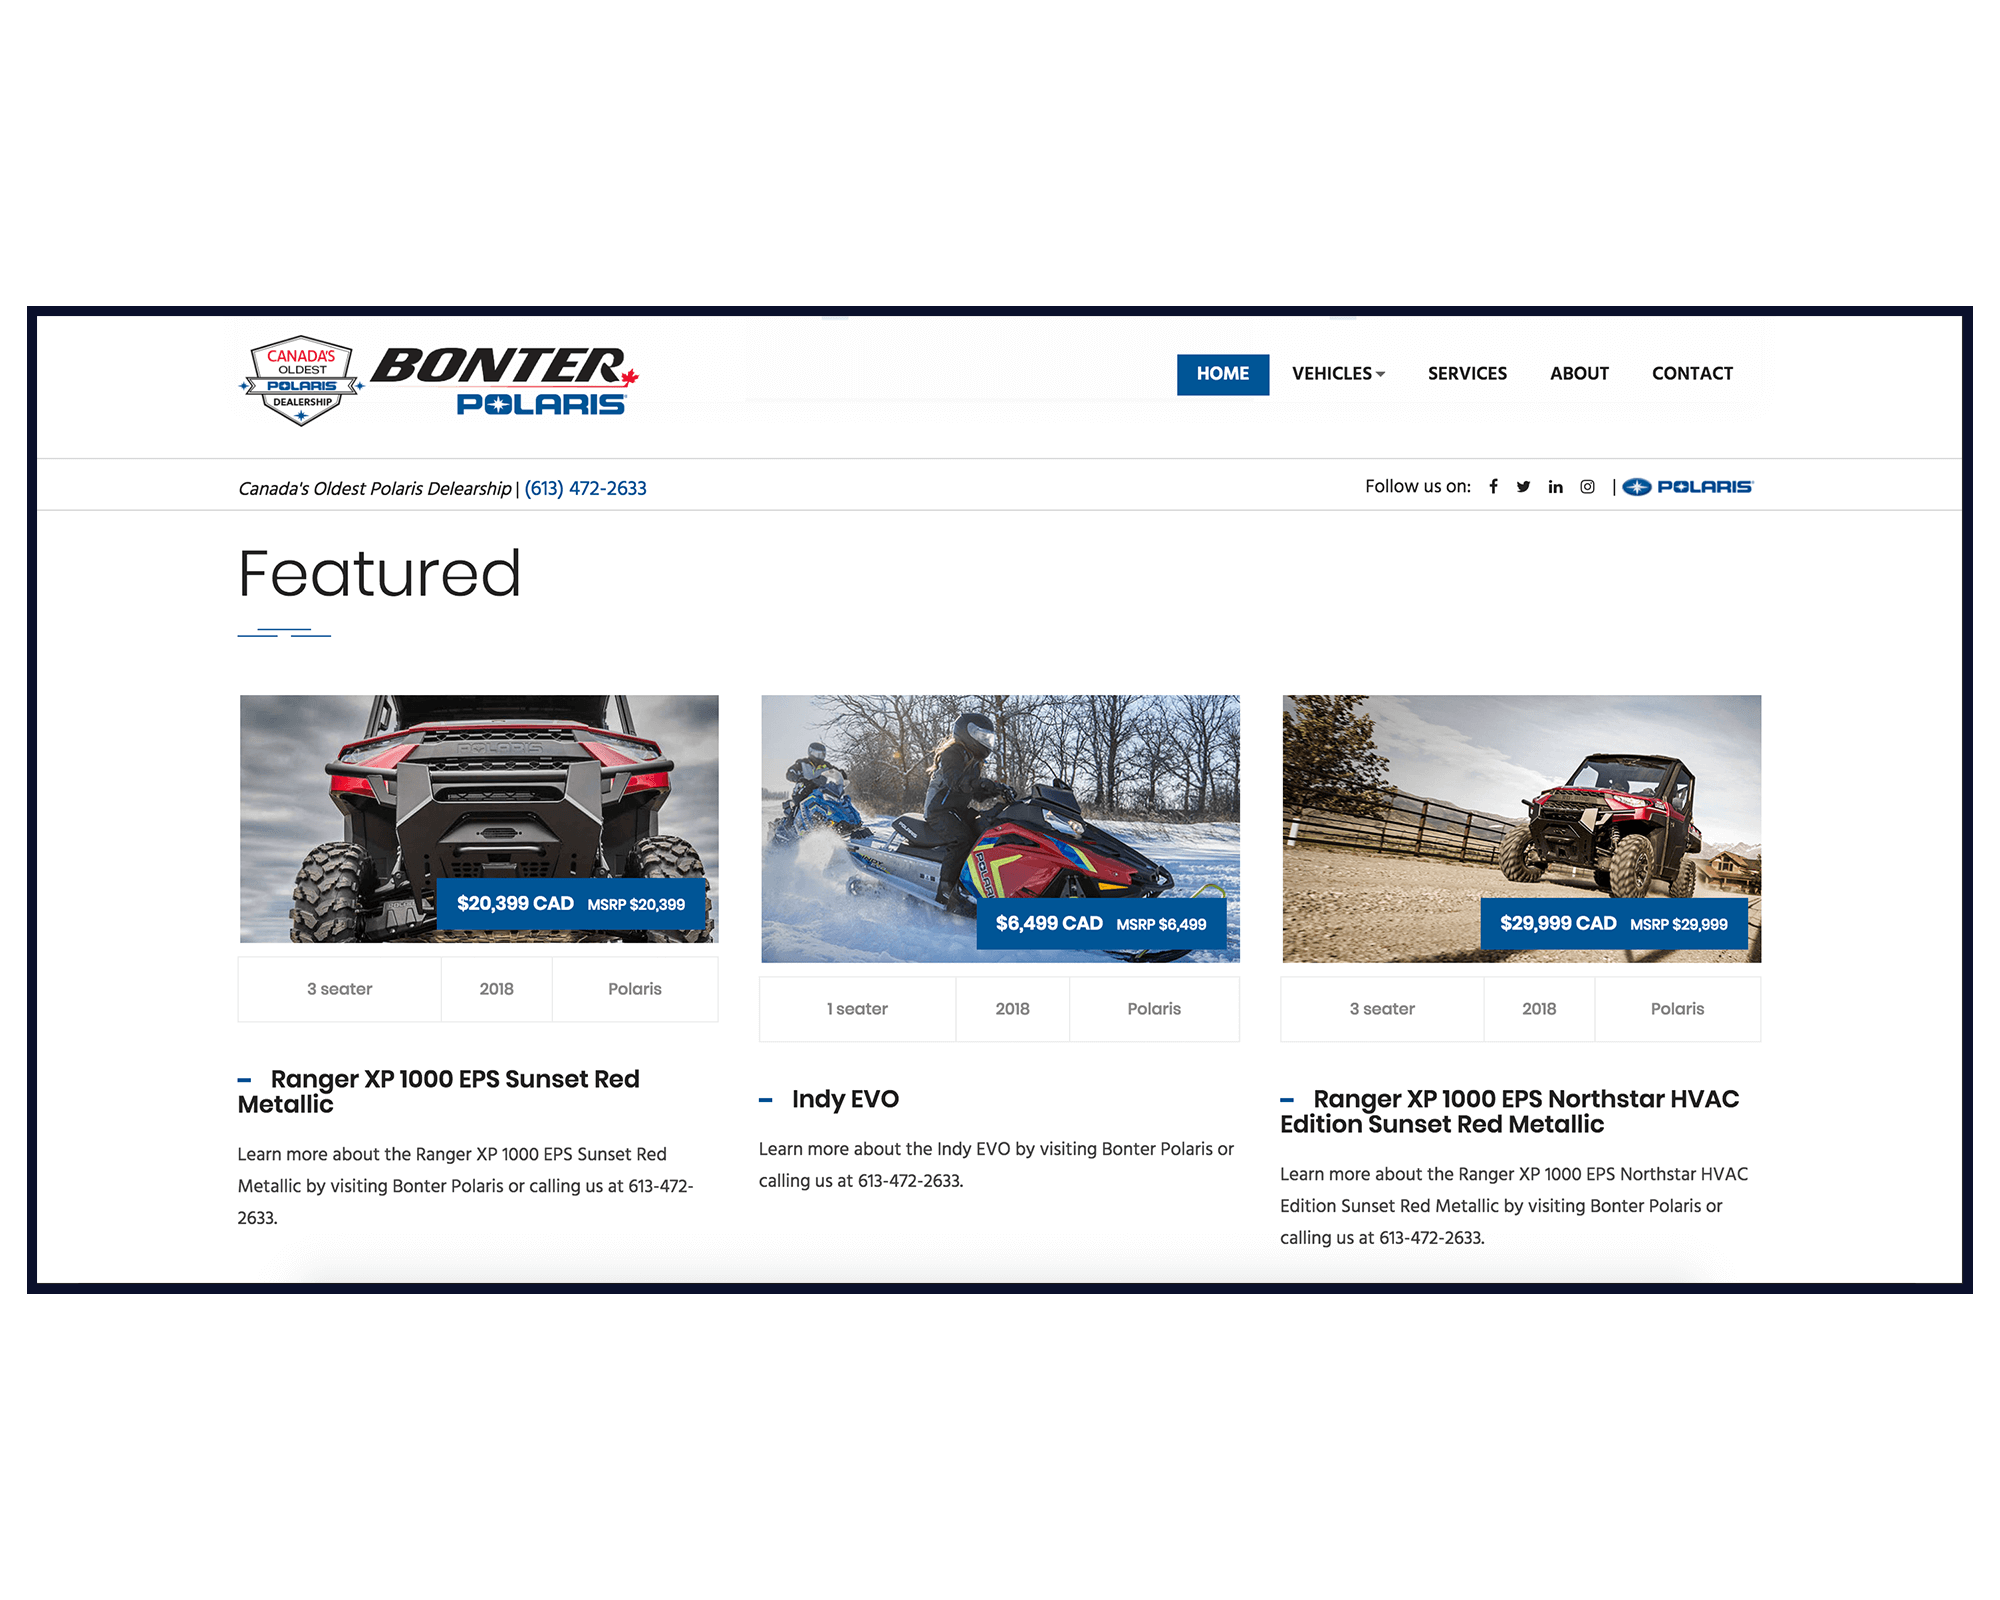 CANADA'S
OLDEST
POLARIS
DEALERSHIP
BONTER
POLARIS
HOME VEHICLES SERVICES ABOUT CONTACT
Canada's Oldest Polaris Delearship | (613) 472-2633
Follow us on: | POLARIS
Featured
POLARIS
$20,399 CAD MSRP $20,399
3 seater 2018 Polaris
Ranger XP 1000 EPS Sunset Red
Metallic
Learn more about the Ranger XP 1000 EPS Sunset Red
Metallic by visiting Bonter Polaris or calling us at 613-472-
2633.
POLARIS
INDY
$6,499 CAD MSRP $6,499
1 seater 2018 Polaris
Indy EVO
Learn more about the Indy EVO by visiting Bonter Polaris or
calling us at 613-472-2633.
$29,999 CAD MSRP $29,999
3 seater 2018 Polaris
Ranger XP 1000 EPS Northstar HVAC
Edition Sunset Red Metallic
Learn more about the Ranger XP 1000 EPS Northstar HVAC
Edition Sunset Red Metallic by visiting Bonter Polaris or
calling us at 613-472-2633.